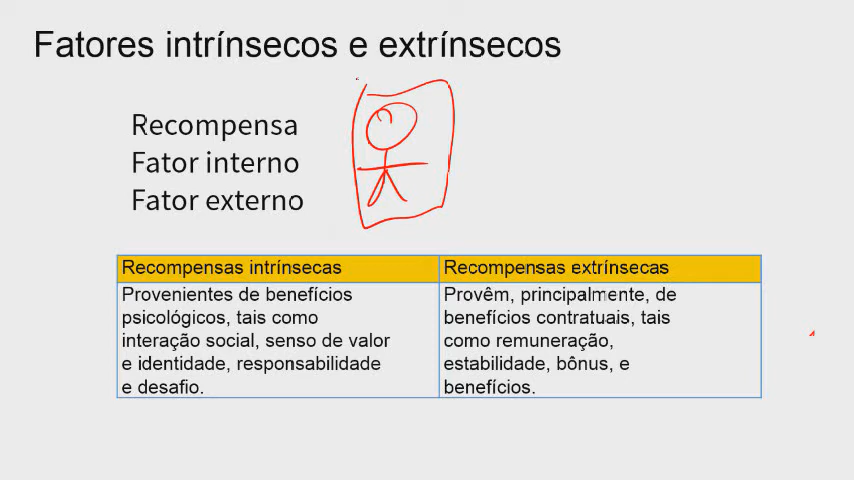 Fatores intrínsecos e extrínsecos
Recompensa
Fator interno
Fator externo
Recompensas intrínsecas
Provenientes de benefícios
psicológicos, tais como
interação social, senso de valor
e identidade, responsabilidade
e desafio.
Recompensas extrínsecas
Provêm, principalmente, de
benefícios contratuais, tais
como remuneração,
estabilidade, bônus, e
benefícios.